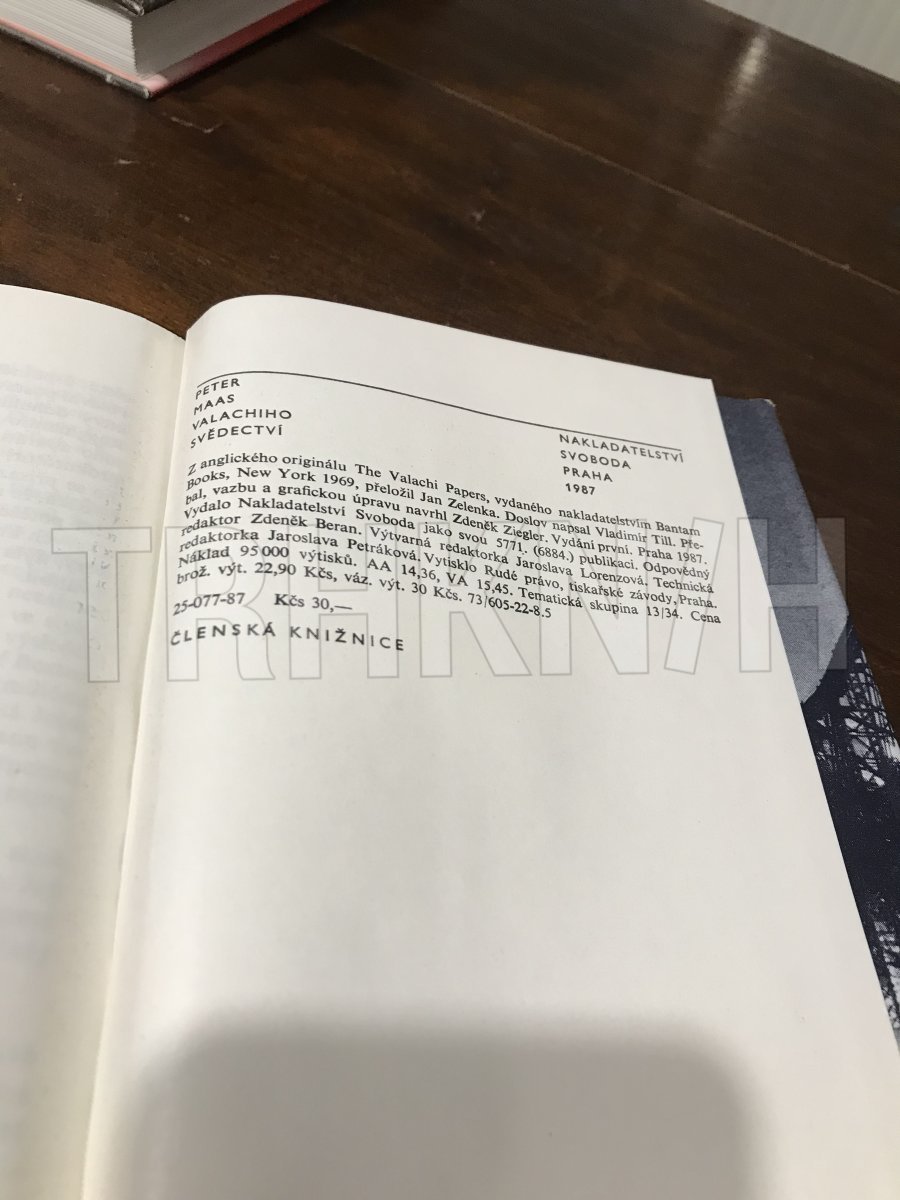 PETER
MAAS
VALACHIHO
SVĚDECTVÍ
NAKLADATELSTVÍ
SVOBODA
PRAHA
1987
Z anglického originálu The Valachi Papers, vydaného nakladatelstvím Bantam
Books, New York 1969, přeložil Jan Zelenka. Doslov napsal Vladimír Till. Pře-
bal, vazbu a grafickou úpravu navrhl Zdeněk Ziegler. Vydání první. Praha 1987.
Vydalo Nakladatelství Svoboda jako svou 5771. (6884.) publikaci. Odpovědný
redaktor Zdeněk Beran. Výtvarná redaktorka Jaroslava Lorenzová. Technická
redaktorka Jaroslava Petráková. Vytisklo Rudé právo, tiskařské závody, Praha.
Náklad 95 000 výtisků. AA 14,36, VA 15,45. Tematická skupina 13/34. Cena
brož. výt. 22,90 Kčs, váz. výt. 30 Kčs. 73/605-22-8.5
25-077-87 Kčs 30,—
ČLENSKÁ KNIŽNICE